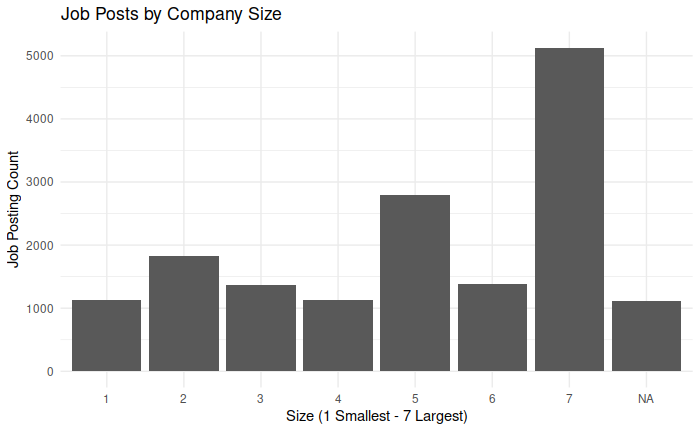 Job Posts by Company Size
Job Posting Count
5000
4000
3000
2000
1000
0
1 2 3 4 5 6 7 NA
Size (1 Smallest - 7 Largest)